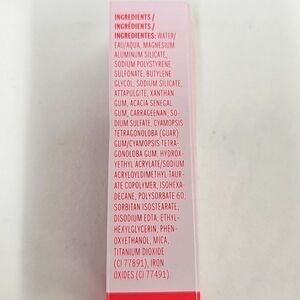 INGREDIENTS /
INGRÉDIENTS /
INGREDIENTES: WATER/
EAU/AQUA, MAGNESIUM
ALUMINUM SILICATE,
SODIUM POLYSTYRENE
SULFONATE, BUTYLENE
GLYCOL, SODIUM SILICATE,
ATTAPULGITE, XANTHAN
GUM, ACACIA SENEGAL
GUM, CARRAGEENAN, SO-
DIUM SULFATE, CYAMOPSIS
TETRAGONOLOBA (GUAR)
GUM/CYAMOPSIS TETRA-
GONOLOBA GUM, HYDROX-
YETHYL ACRYLATE/SODIUM
ACRYLOYLDIMETHYL TAUR-
ATE COPOLYMER, ISOHEXA-
DECANE, POLYSORBATE 60,
SORBITAN ISOSTEARATE,
DISODIUM EDTA, ETHYL-
HEXYLGLYCERIN, PHEN-
OXYETHANOL, MICA,
TITANIUM DIOXIDE
(CI 77891), IRON
OXIDES (CI 77491).